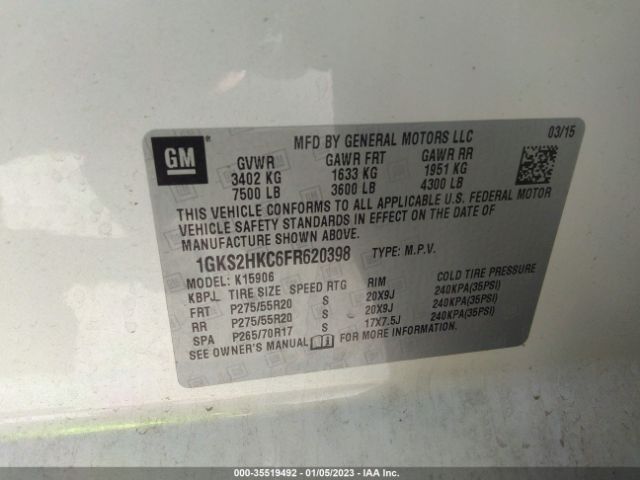 GM
MFD BY GENERAL MOTORS LLC 03/15
GVWR GAWR FRT GAWR RR
3402 KG 1633 KG 1951 KG
7500 LB 3600 LB 4300 LB
THIS VEHICLE CONFORMS TO ALL APPLICABLE U.S. FEDERAL MOTOR
VEHICLE SAFETY STANDARDS IN EFFECT ON THE DATE OF
MANUFACTURE SHOWN ABOVE.
1GKS2HKC6FR620398 TYPE: M.P.V.
MODEL: K15906
KBPJ TIRE SIZE SPEED RTG RIM COLD TIRE PRESSURE
FRT P275/55R20 S 20X9J 240KPA(35PSI)
RR P275/55R20 S 20X9J 240KPA(35PSI)
SPA P265/70R17 S 17X7.5J 240KPA(35PSI)
SEE OWNER'S MANUAL FOR MORE INFORMATION.
000-35519492 - 01/05/2023 - IAA Inc.